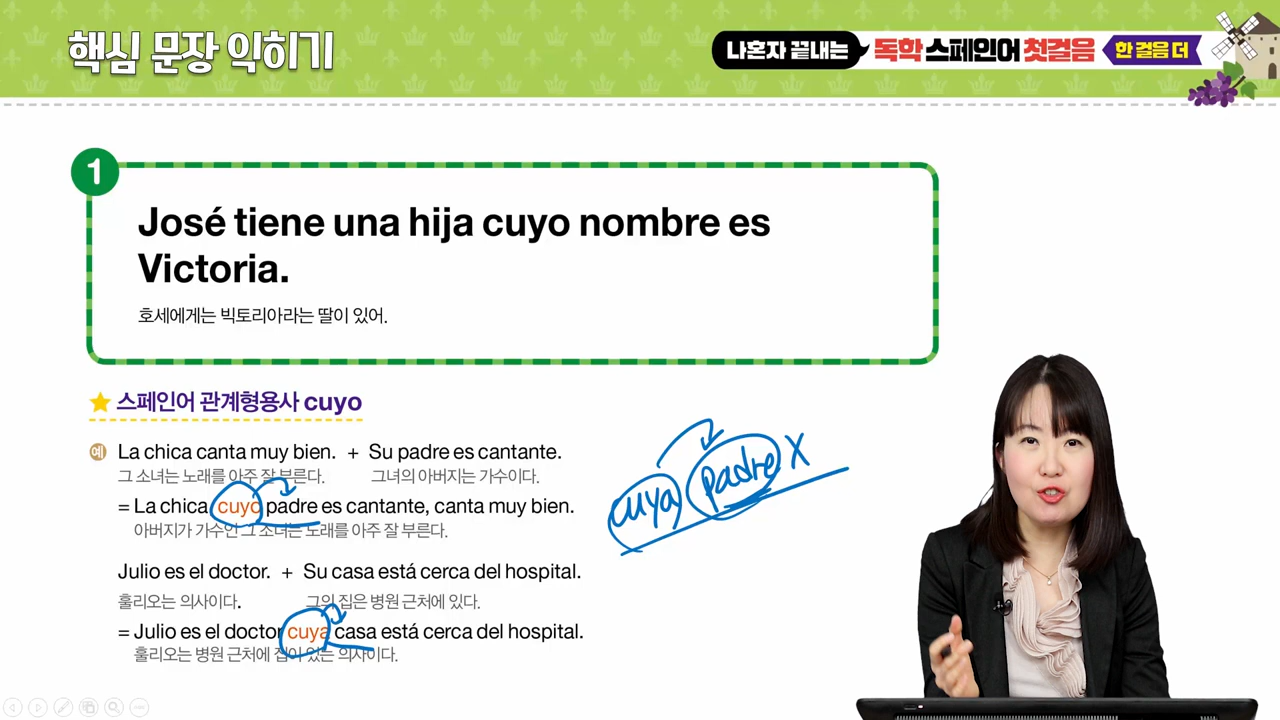 핵심 문장 익히기
나혼자 끝내는 독학 스페인어 첫걸음 한 걸음 더
1
José tiene una hija cuyo nombre es
Victoria.
호세에게는 빅토리아라는 딸이 있어.
스페인어 관계형용사 cuyo
예 La chica canta muy bien. + Su padre es cantante.
그 소녀는 노래를 아주 잘 부른다. 그녀의 아버지는 가수이다.
= La chica cuyo padre es cantante, canta muy bien.
아버지가 가수인 그 소녀는 노래를 아주 잘 부른다.
cuya padre X
Julio es el doctor. + Su casa está cerca del hospital.
훌리오는 의사이다. 그의 집은 병원 근처에 있다.
= Julio es el doctor cuya casa está cerca del hospital.
훌리오는 병원 근처에 집이 있는 의사이다.